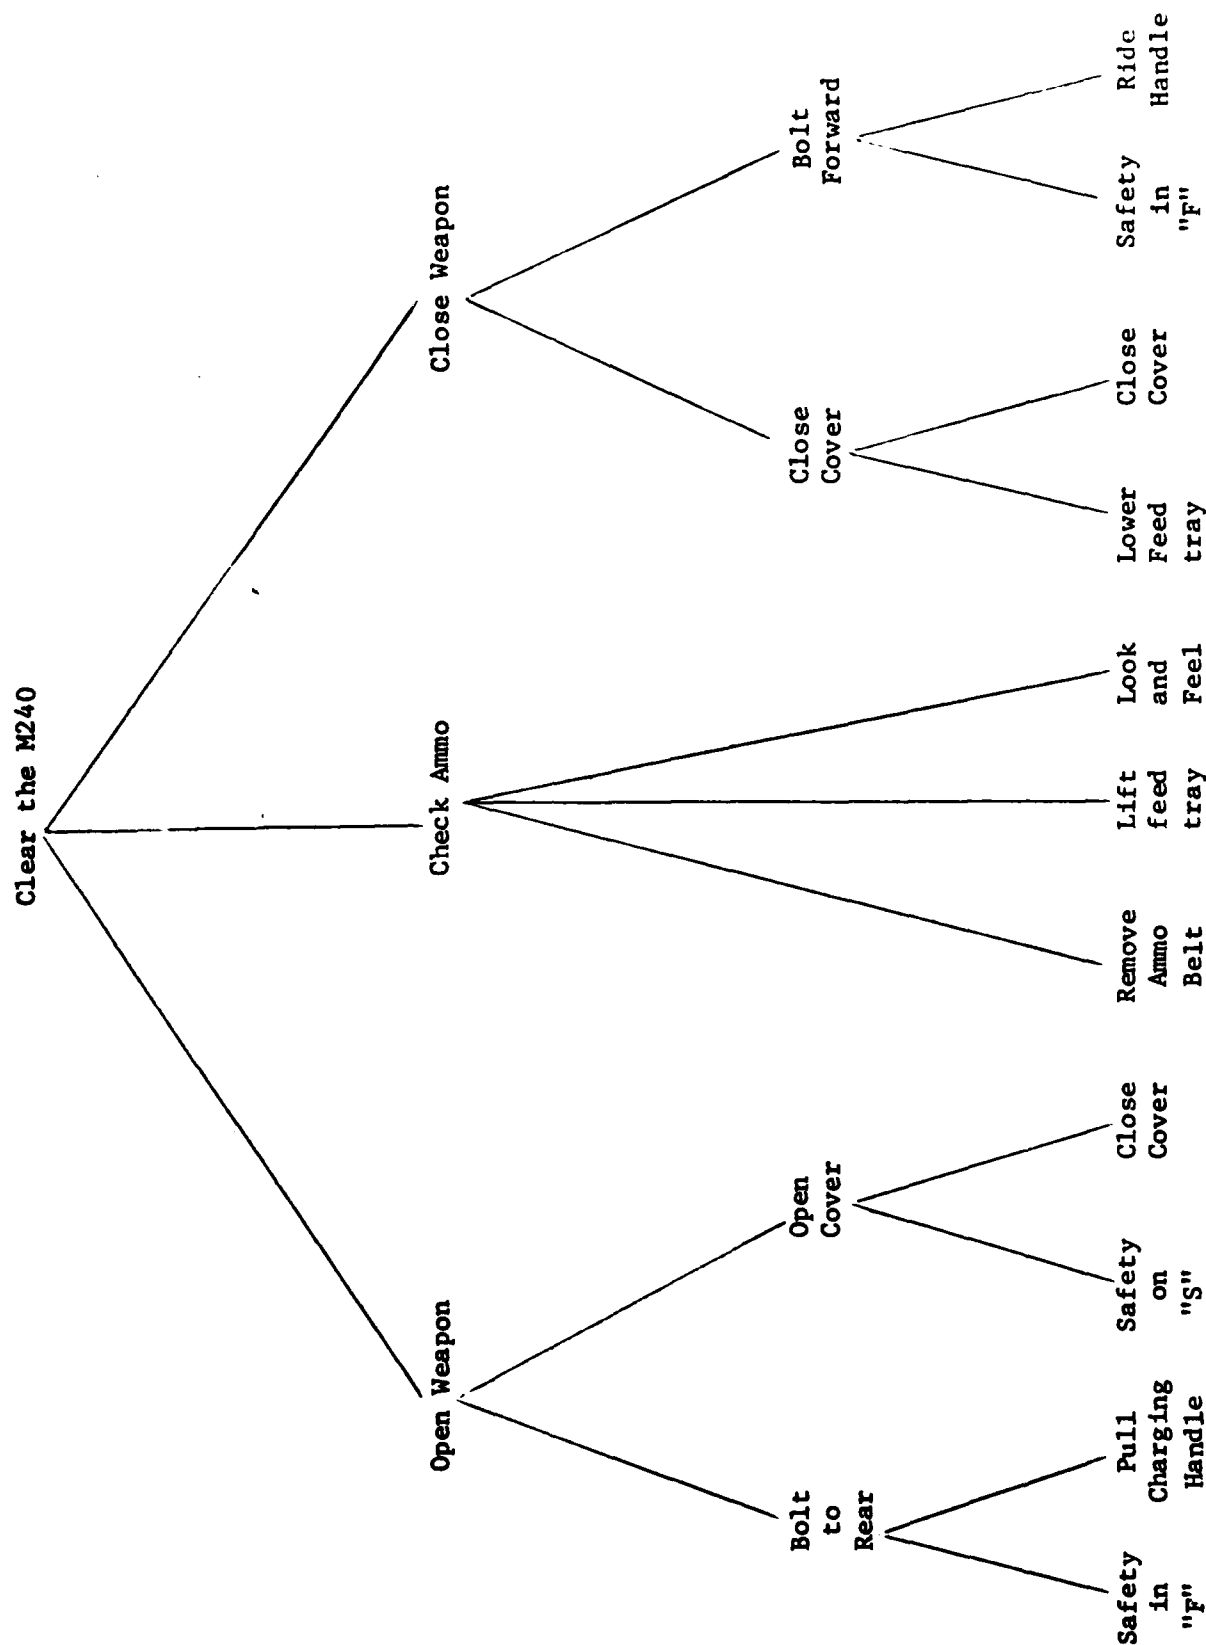 Clear the M240
Open Weapon
Check Ammo
Close Weapon
Bolt
to
Rear
Open
Cover
Close
Cover
Bolt
Forward
Safety
in
"F"
Pull
Charging
Handle
Safety
on
"S"
Close
Cover
Remove
Ammo
Belt
Lift
feed
tray
Look
and
Feel
Lower
Feed
tray
Close
Cover
Safety
in
"F"
Ride
Handle